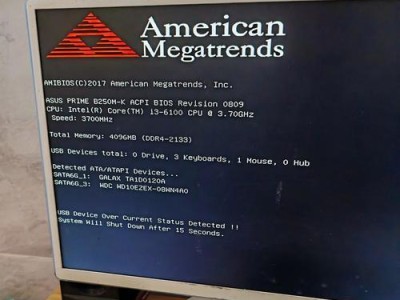 American
Megatrends
AMIBIOS(C)2017 American Megatrends, Inc.
ASUS PRIME B250M-K ACPI BIOS Revision 0809
CPU: Intel(R) Core(TM) i3-6100 CPU @ 3.70GHz
Speed: 3700MHz
Total Memory: 4096MB (DDR4-2133)
USB Devices total: 0 Drive, 3 Keyboards, 1 Mouse, 0 Hub
Detected ATA/ATAPI Devices...
SATA6G_1: GALAX TA1D0120A
SATA6G_3: WDC WD10EZEX-08WN4A0
USB Device Over Current Status Detected !!
System Will Shut Down After 15 Seconds.